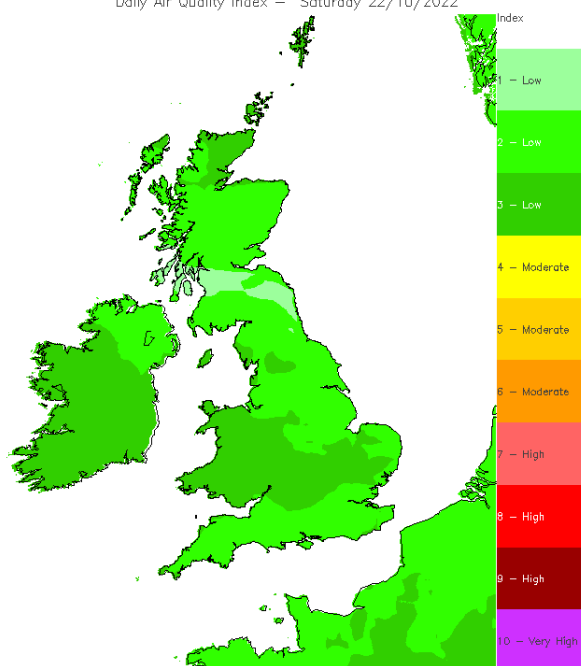 Daily Air Quality Index – Saturday 22/10/2022
Index
1 – Low
2 – Low
3 – Low
4 – Moderate
5 – Moderate
6 – Moderate
7 – High
8 – High
9 – High
10 – Very High